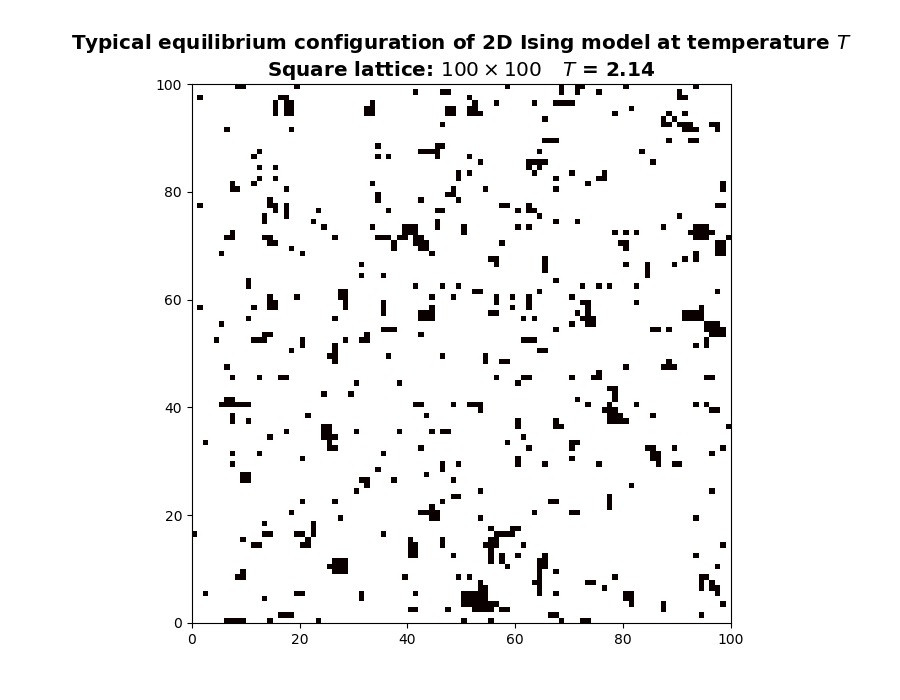 Typical equilibrium configuration of 2D Ising model at temperature T
Square lattice: 100 × 100 T = 2.14
100
80
60
40
20
0
0 20 40 60 80 100